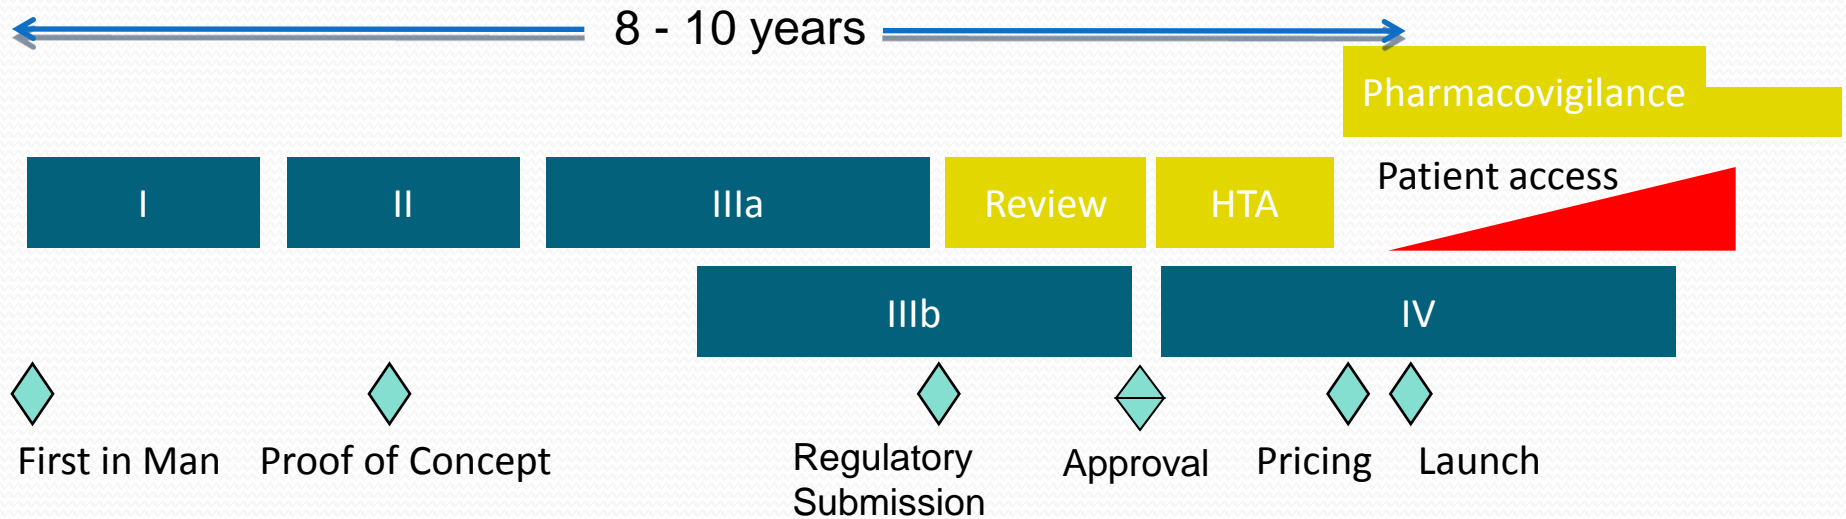 8 - 10 years
Pharmacovigilance
I
II
IIIa
Review
HTA
Patient access
IIIb
IV
First in Man
Proof of Concept
Regulatory
Submission
Approval
Pricing
Launch